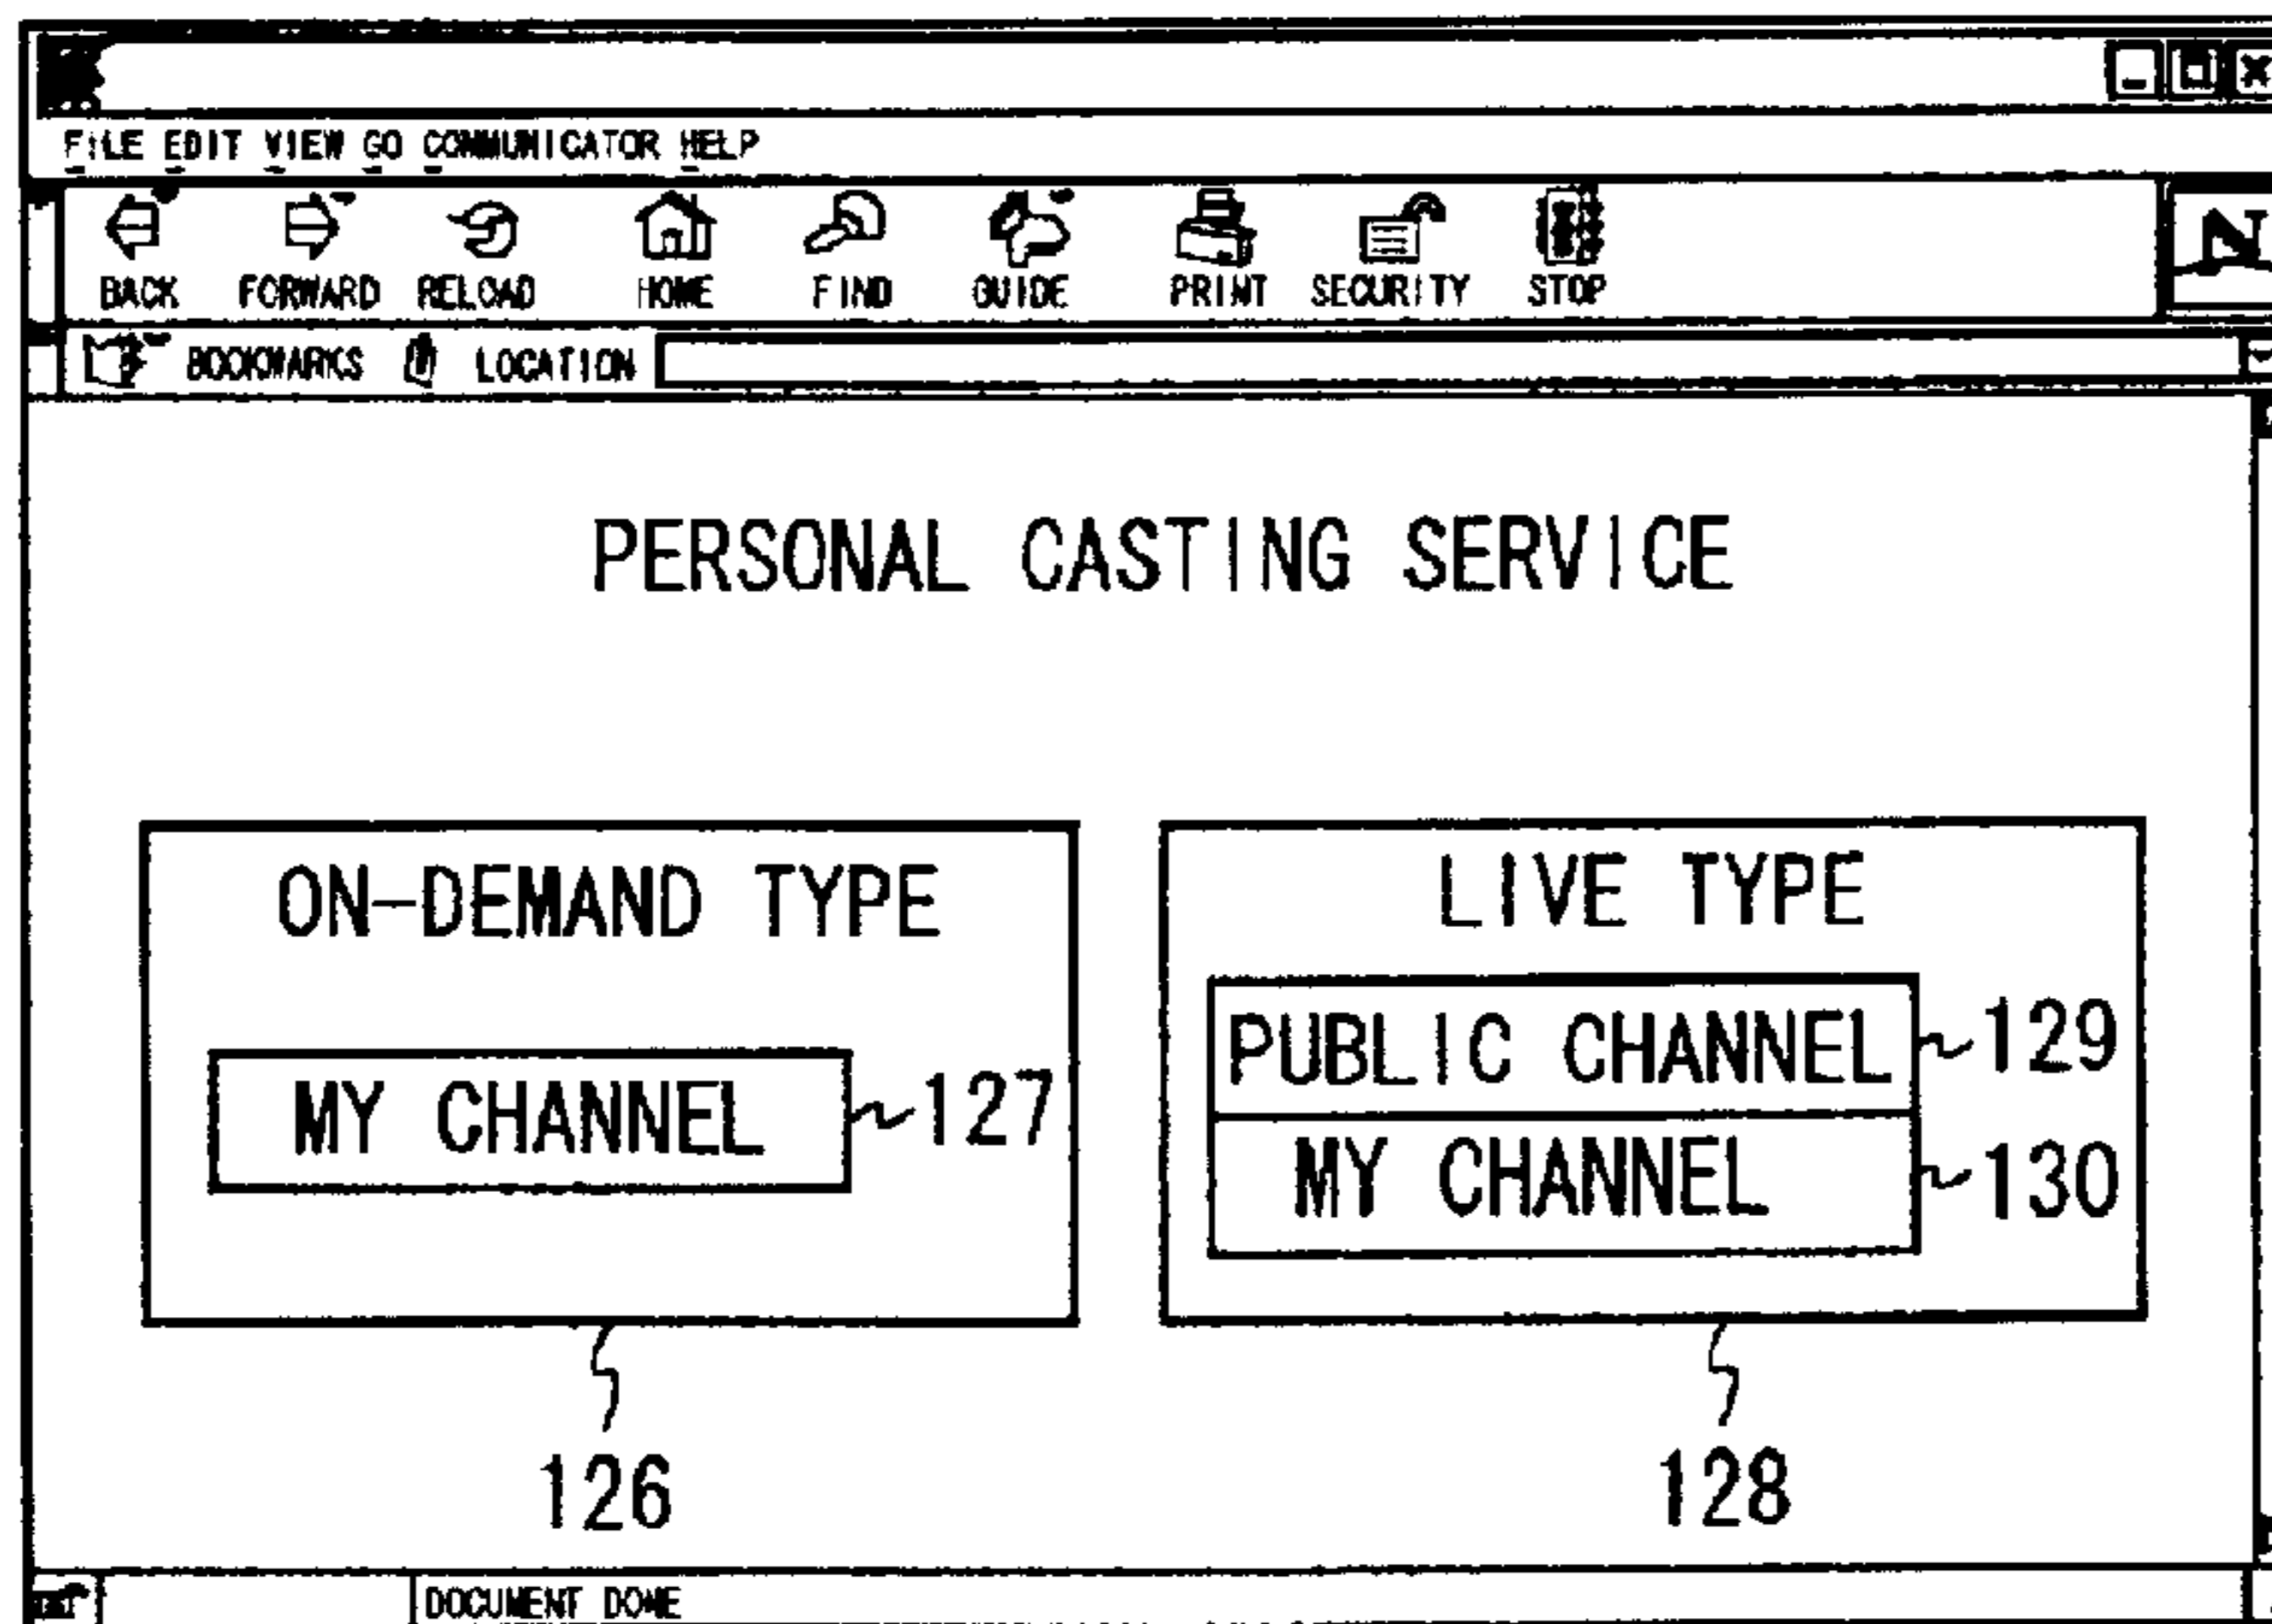 FILE EDIT VIEW GO COMMUNICATOR HELP
BACK FORWARD RELOAD HOME FIND GUIDE PRINT SECURITY STOP
N
BOOKMARKS LOCATION
PERSONAL CASTING SERVICE
ON-DEMAND TYPE
MY CHANNEL 127
126
LIVE TYPE
PUBLIC CHANNEL 129
MY CHANNEL 130
128
DOCUMENT DONE